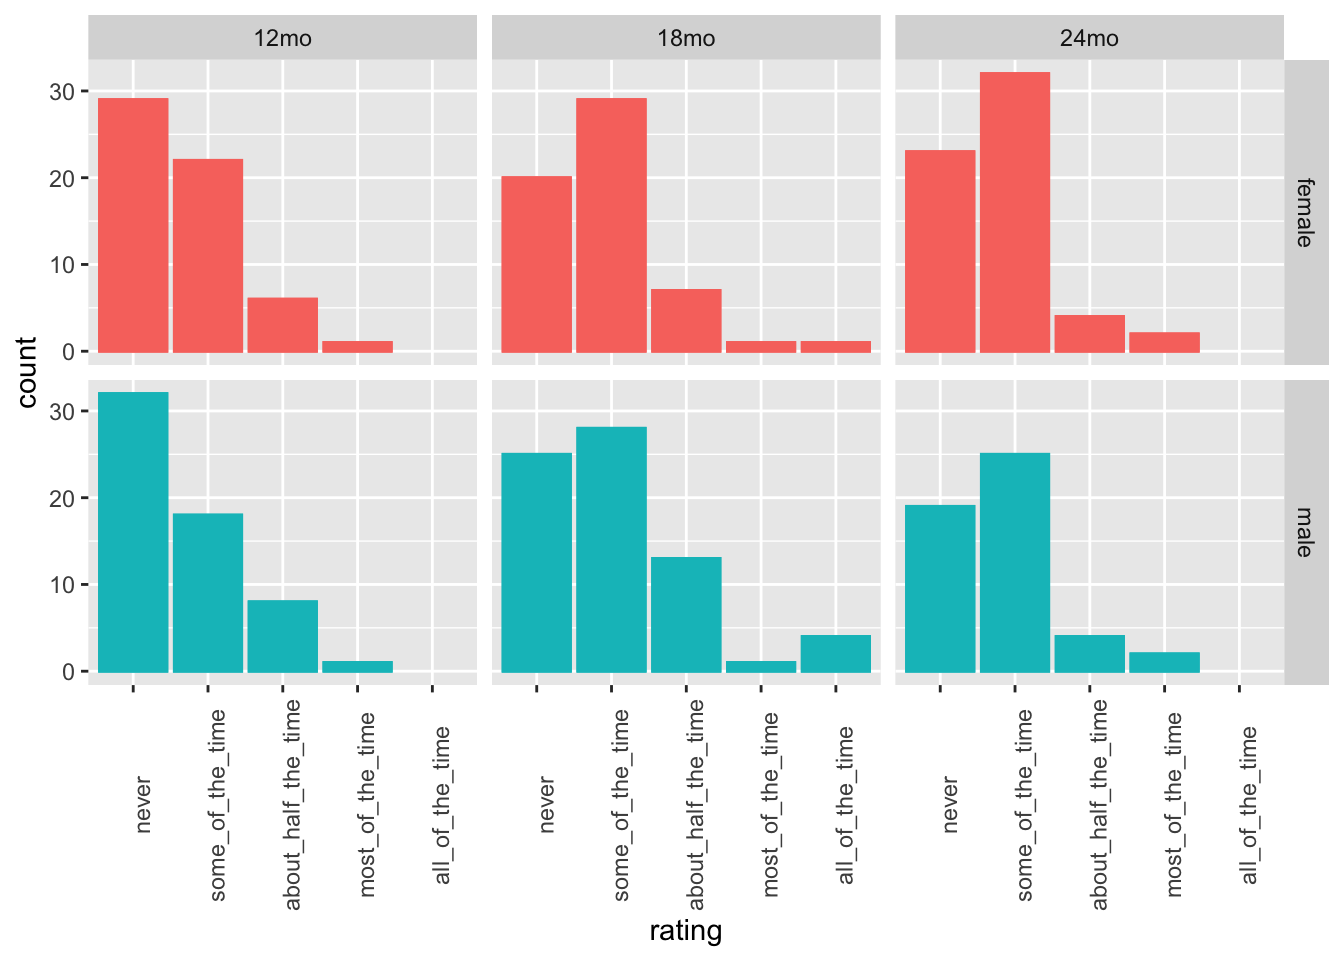 12mo 18mo 24mo
30
20
10
0
female
count
30
20
10
0
male
never some_of_the_time about_half_the_time most_of_the_time all_of_the_time never some_of_the_time about_half_the_time most_of_the_time all_of_the_time never some_of_the_time about_half_the_time most_of_the_time all_of_the_time
rating